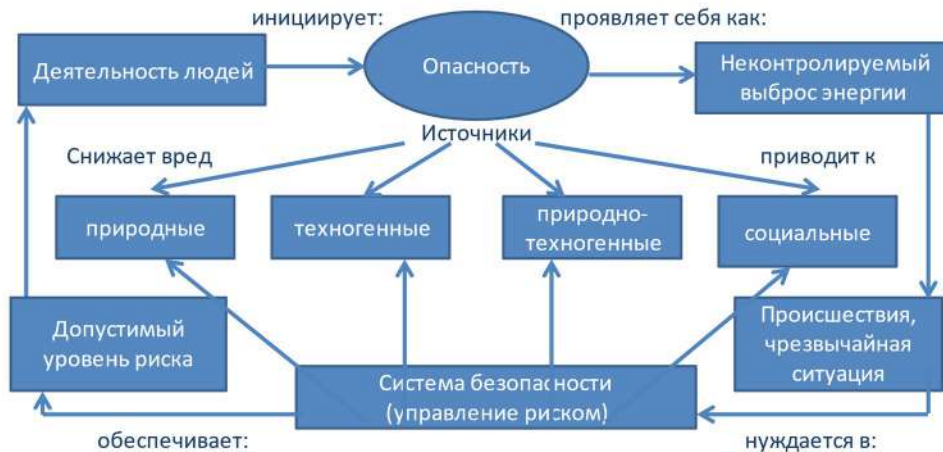 инициирует:
проявляет себя как:
Деятельность людей
Опасность
Неконтролируемый
выброс энергии
Источники
Снижает вред
приводит к
природные
техногенные
природно-
техногенные
социальные
Допустимый
уровень риска
Система безопасности
(управление риском)
Происшествия,
чрезвычайная
ситуация
обеспечивает:
нуждается в: